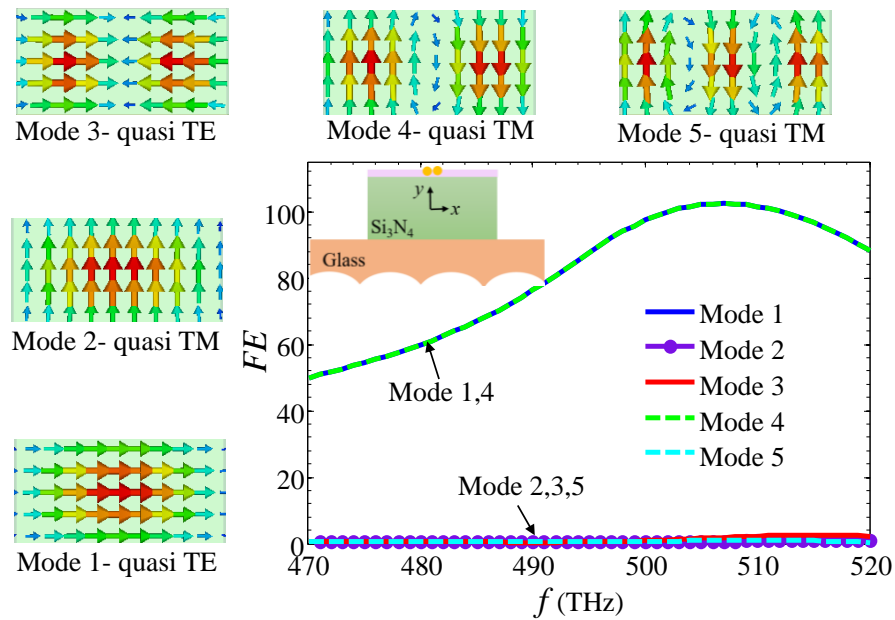 Mode 3- quasi TE
Mode 4- quasi TM
Mode 5- quasi TM
Mode 2- quasi TM
Mode 1- quasi TE
FE
100
80
60
40
20
0
y
x
Si₃N₄
Glass
Mode 1,4
Mode 2,3,5
Mode 1
Mode 2
Mode 3
Mode 4
Mode 5
470 480 490 500 510 520
f (THz)